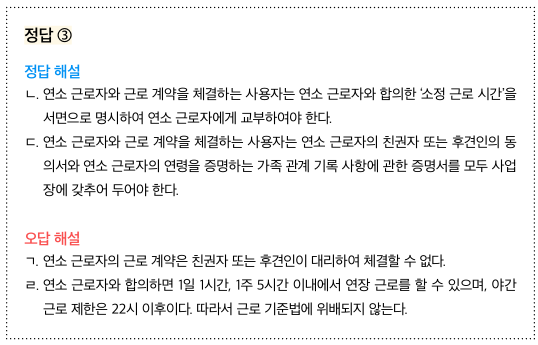 정답 ③
정답 해설
ㄴ. 연소 근로자와 근로 계약을 체결하는 사용자는 연소 근로자와 합의한 ‘소정 근로 시간’을
서면으로 명시하여 연소 근로자에게 교부하여야 한다.
ㄷ. 연소 근로자와 근로 계약을 체결하는 사용자는 연소 근로자의 친권자 또는 후견인의 동
의서와 연소 근로자의 연령을 증명하는 가족 관계 기록 사항에 관한 증명서를 모두 사업
장에 갖추어 두어야 한다.
오답 해설
ㄱ. 연소 근로자의 근로 계약은 친권자 또는 후견인이 대리하여 체결할 수 없다.
ㄹ. 연소 근로자와 합의하면 1일 1시간, 1주 5시간 이내에서 연장 근로를 할 수 있으며, 야간
근로 제한은 22시 이후이다. 따라서 근로 기준법에 위배되지 않는다.